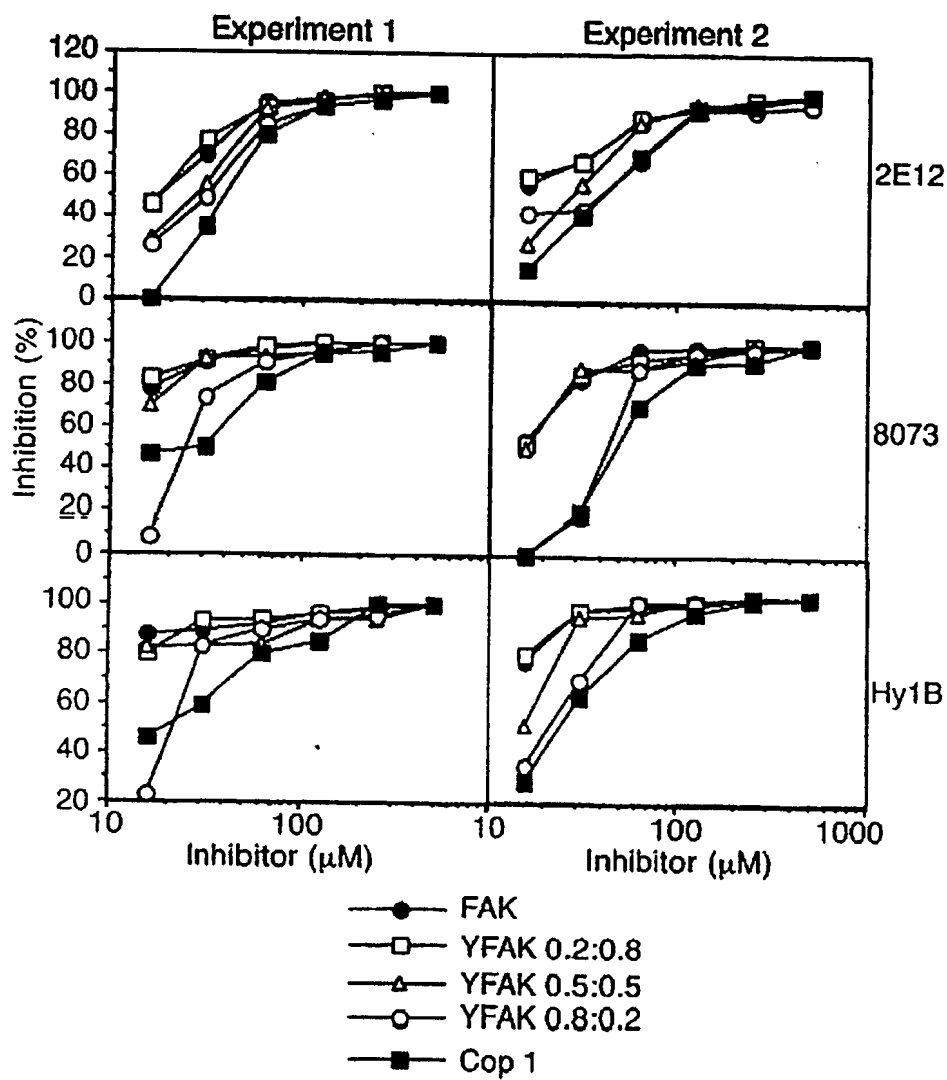 Experiment 1
Experiment 2
120
100
80
60
40
20
0
2E12
Inhibition (%)
100
80
60
40
20
0
8073
100
80
60
40
20
Hy1B
10
100
10
100
1000
Inhibitor (μM)
Inhibitor (μM)
FAK
YFAK 0.2:0.8
YFAK 0.5:0.5
YFAK 0.8:0.2
Cop 1